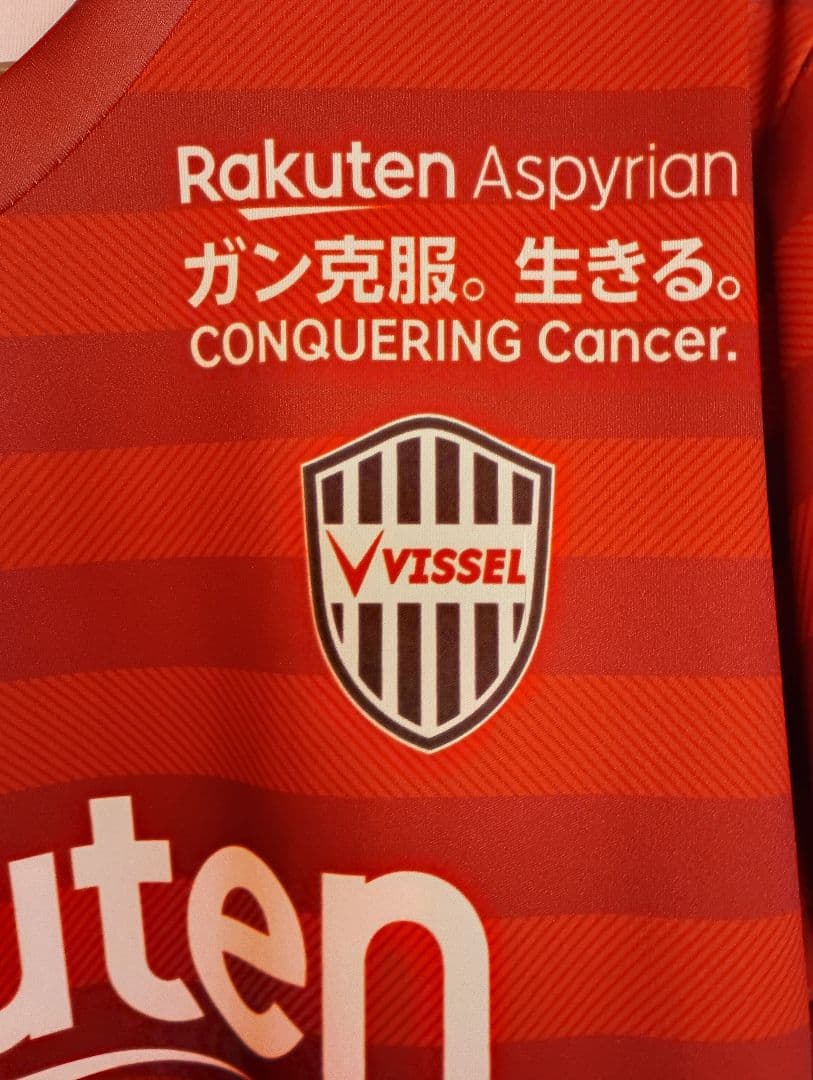 Rakuten Aspyrian
ガン克服。生きる。
CONQUERING Cancer.
VISSEL
uten